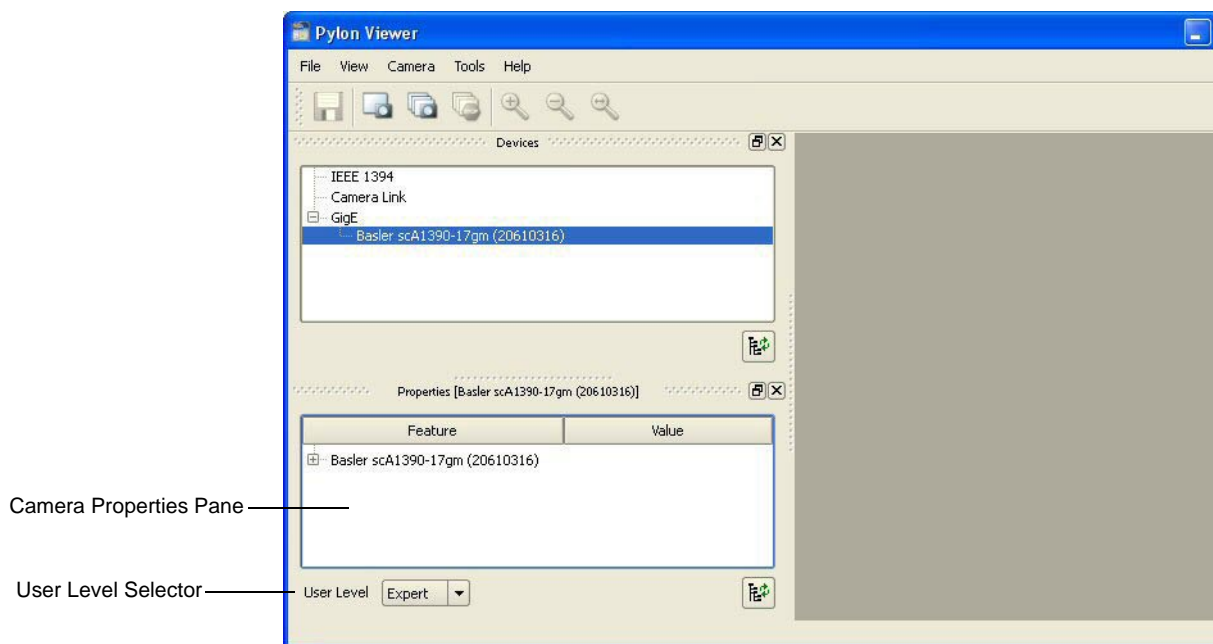 Pylon Viewer
File View Camera Tools Help
Devices
IEEE 1394
Camera Link
GigE
Basler scA1390-17gm (20610316)
Properties [Basler scA1390-17gm (20610316)]
Feature Value
Basler scA1390-17gm (20610316)
Camera Properties Pane
User Level Selector
User Level Expert